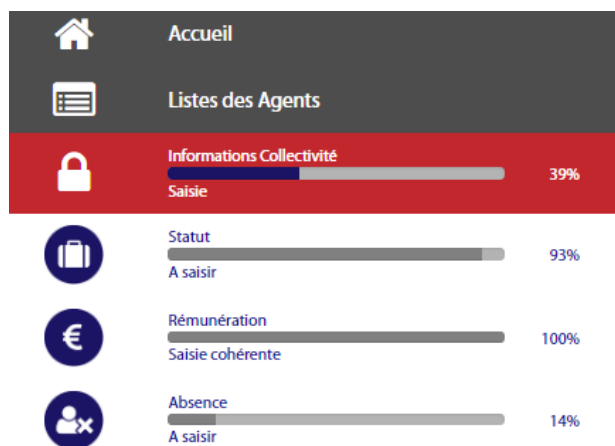 Accueil
Listes des Agents
Informations Collectivité
39%
Saisie
Statut
93%
A saisir
€
Rémunération
100%
Saisie cohérente
Absence
14%
A saisir